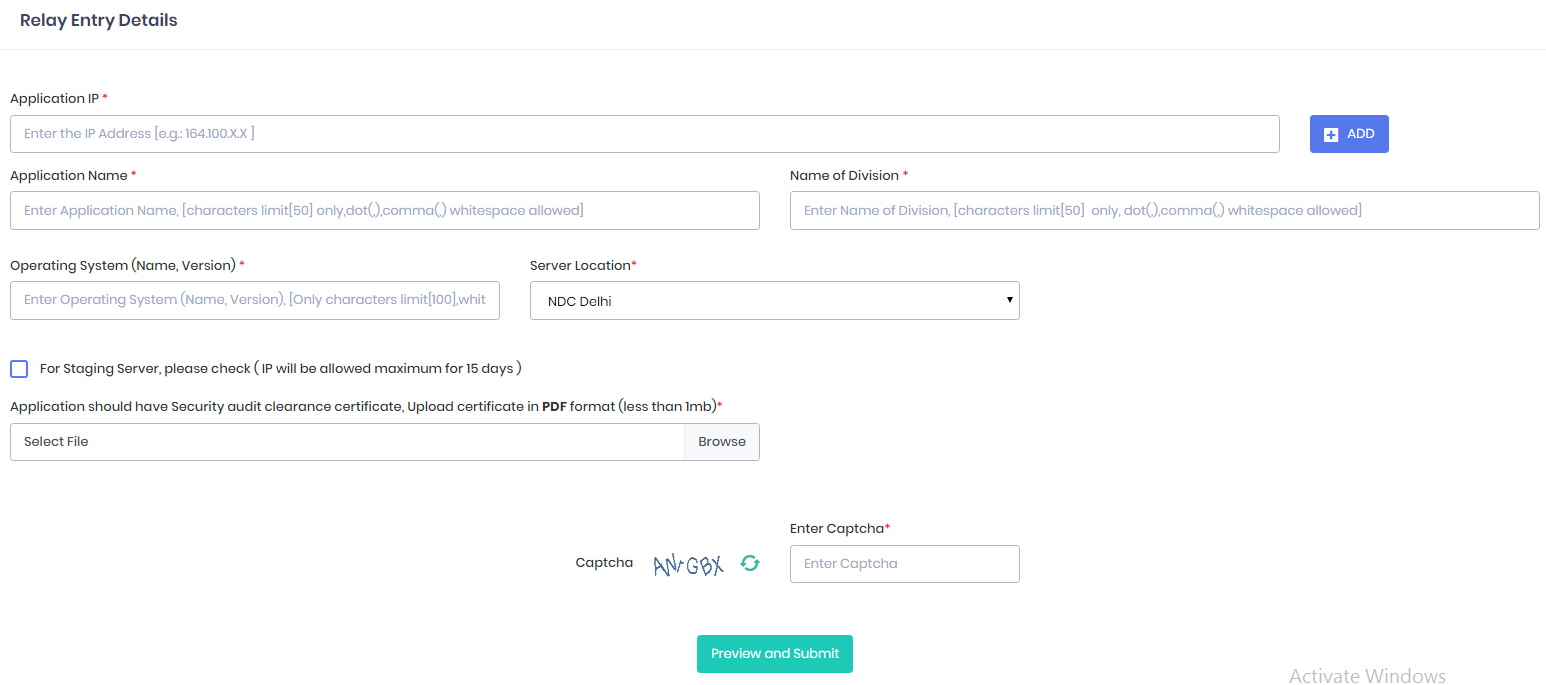 Relay Entry Details
Application IP *
Enter the IP Address [e.g.: 164.100.X.X ]
ADD
Application Name * Name of Division *
Enter Application Name, [characters limit[50] only,dot(,),comma(,) whitespace allowed] Enter Name of Division, [characters limit[50] only, dot(,),comma(,) whitespace allowed]
Operating System (Name, Version) * Server Location*
Enter Operating System (Name, Version), [Only characters limit[100],whit NDC Delhi
For Staging Server, please check ( IP will be allowed maximum for 15 days )
Application should have Security audit clearance certificate, Upload certificate in PDF format (less than 1mb)*
Select File Browse
Enter Captcha*
Captcha ANrGBX Enter Captcha
Preview and Submit
Activate Windows